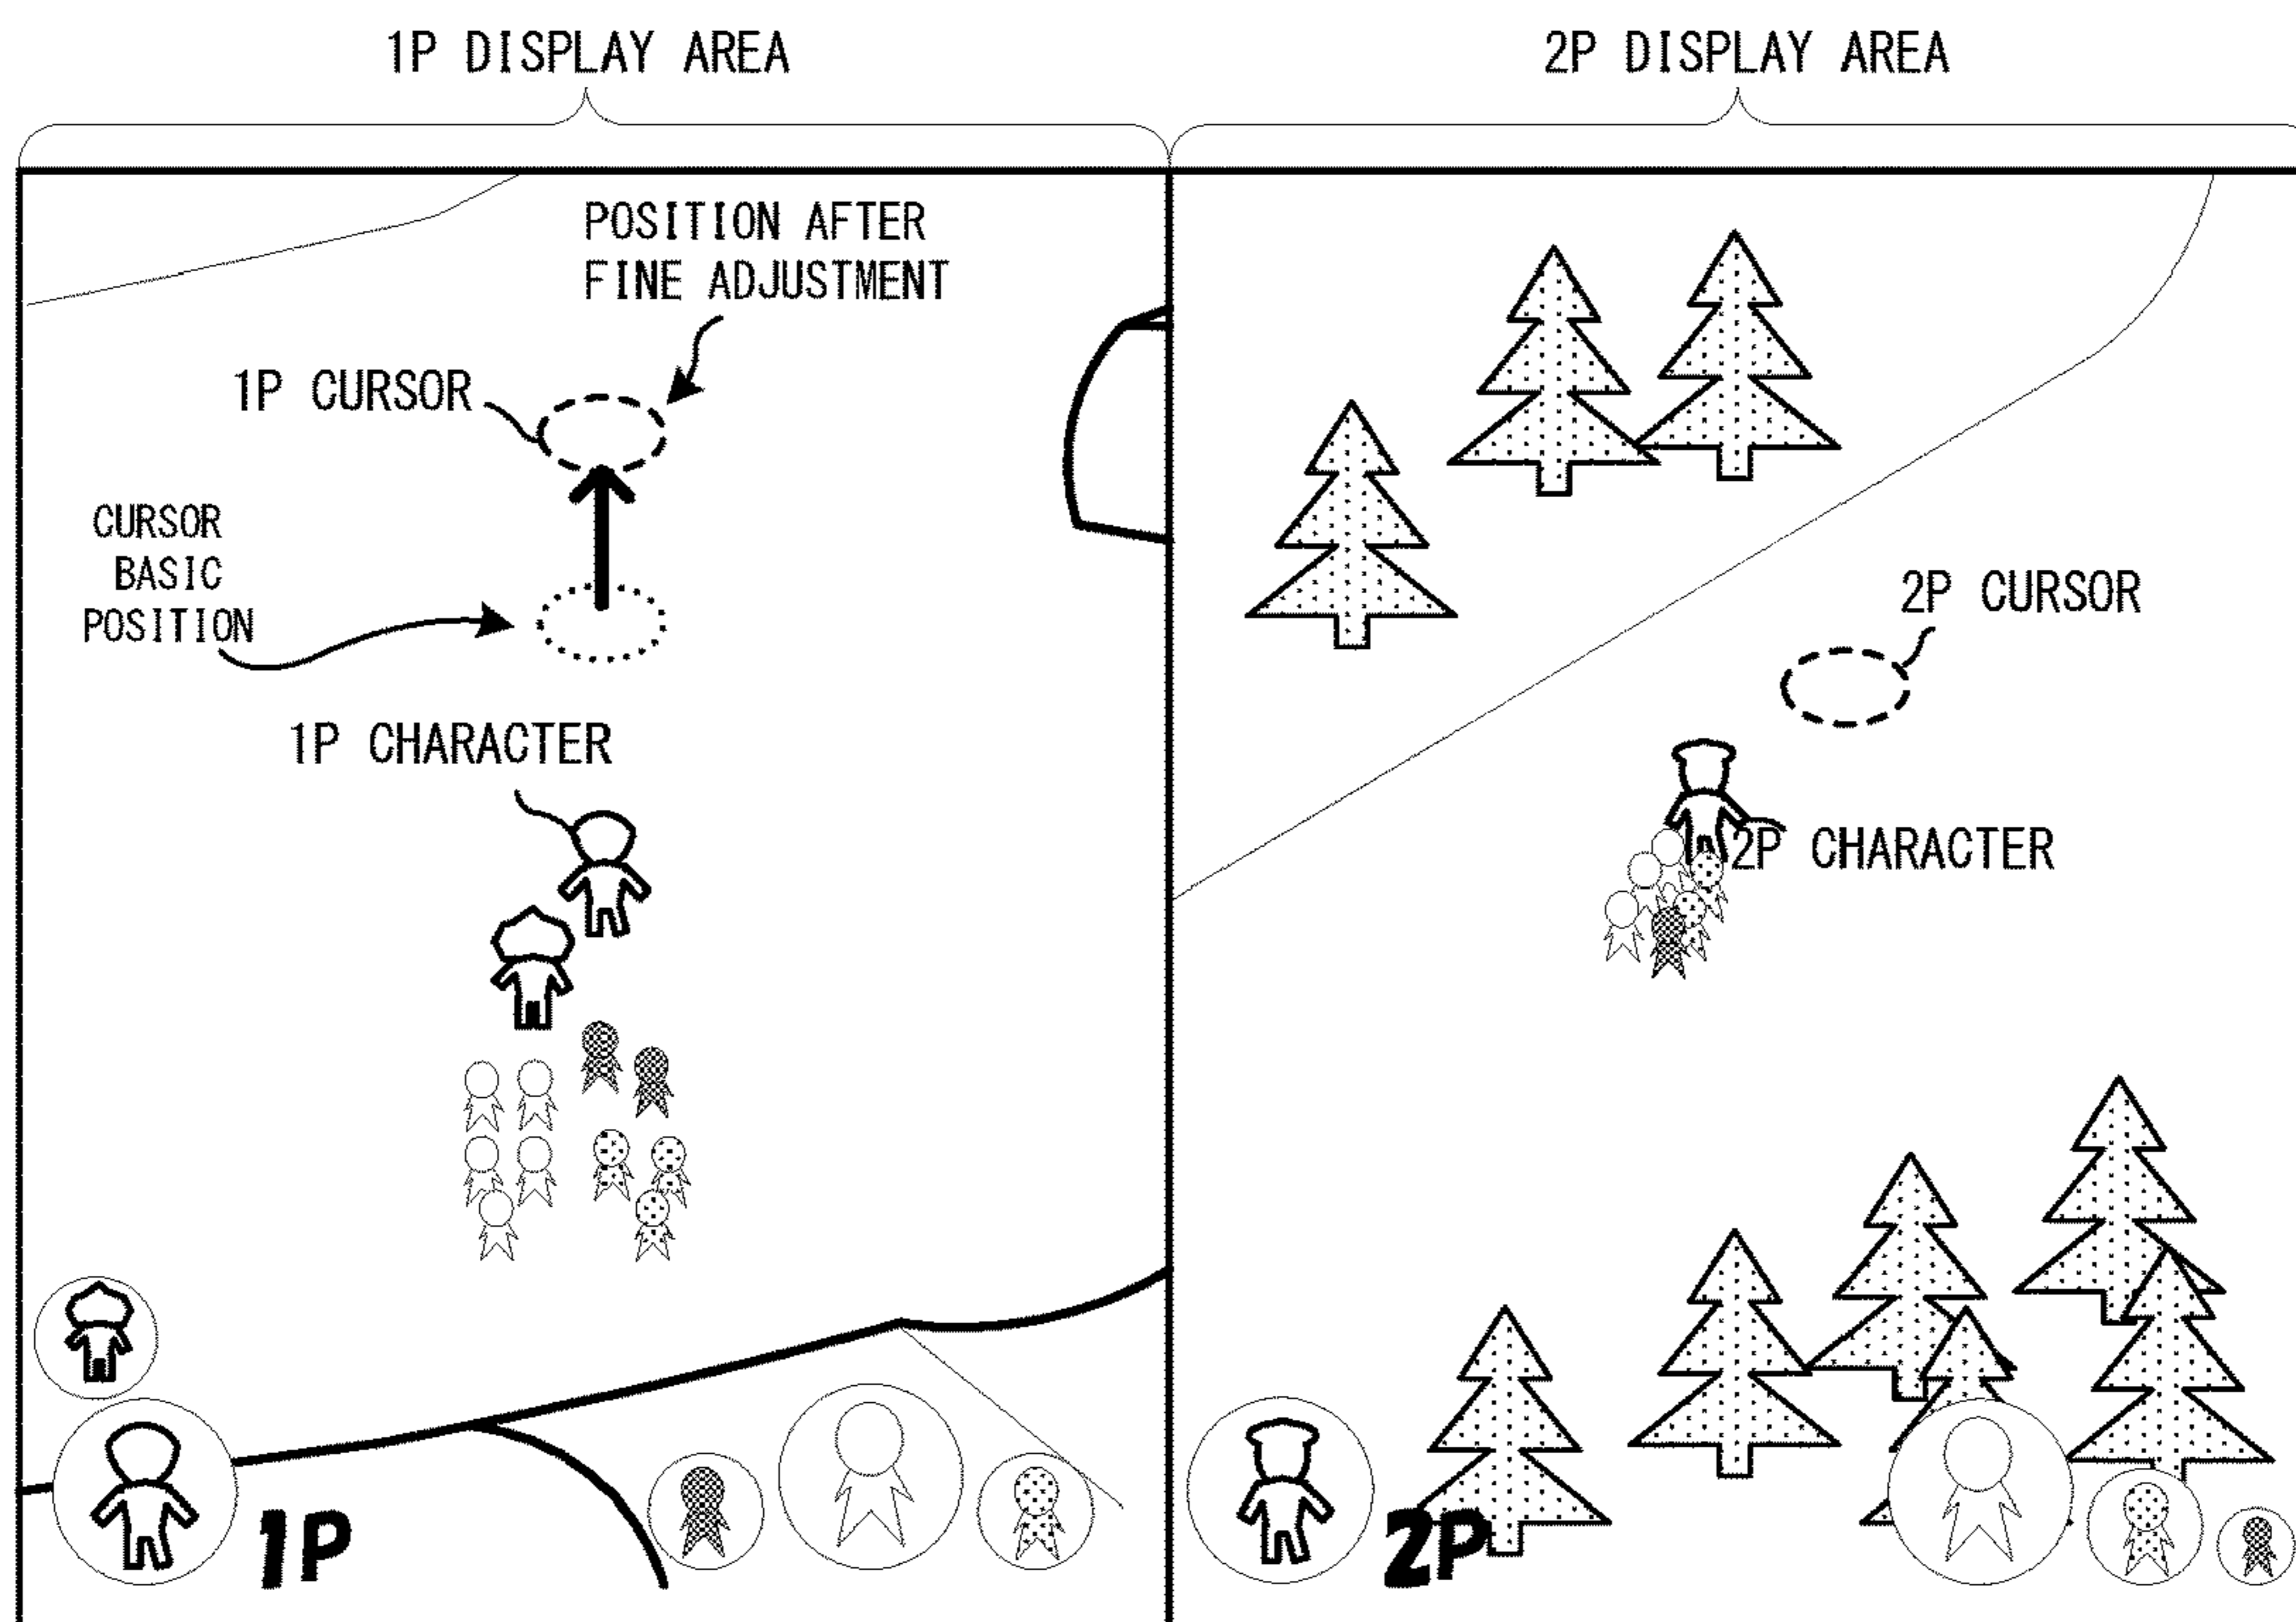 1P DISPLAY AREA
2P DISPLAY AREA
POSITION AFTER
FINE ADJUSTMENT
1P CURSOR
CURSOR
BASIC
POSITION
2P CURSOR
1P CHARACTER
2P CHARACTER
1P
2P